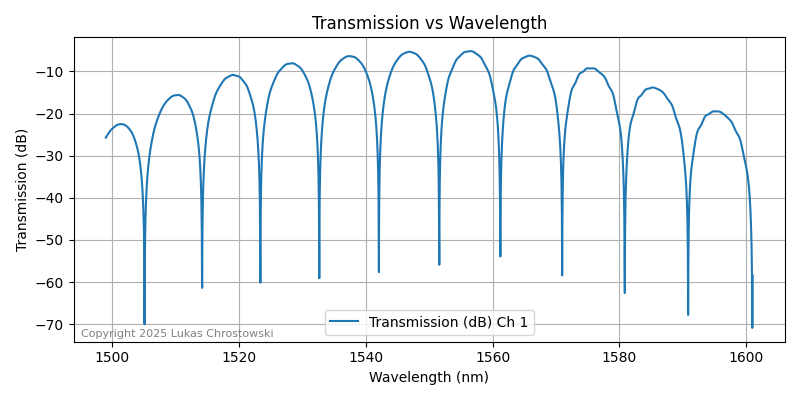 Transmission vs Wavelength
Transmission (dB)
−10
−20
−30
−40
−50
−60
−70
Transmission (dB) Ch 1
Copyright 2025 Lukas Chrostowski
1500 1520 1540 1560 1580 1600
Wavelength (nm)